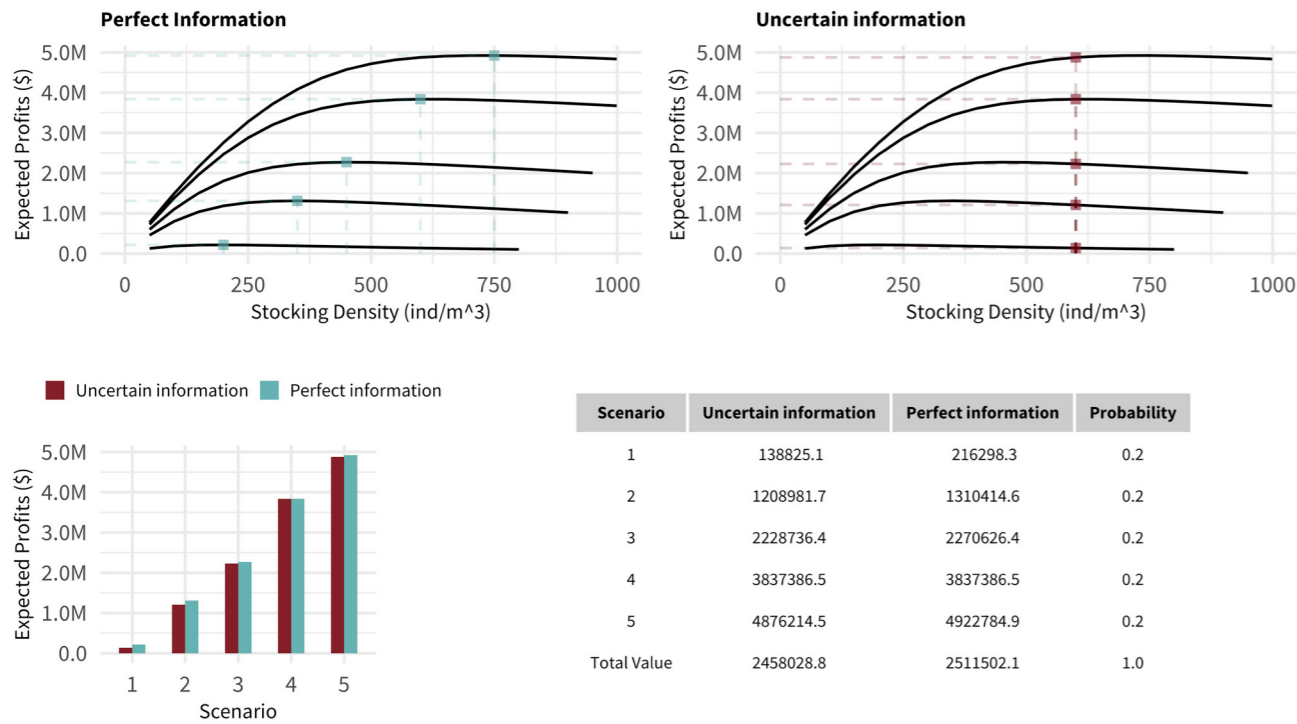 Perfect Information
Expected Profits ($)
5.0M
4.0M
3.0M
2.0M
1.0M
0.0
0 250 500 750 1000
Stocking Density (ind/m^3)
Uncertain information
Expected Profits ($)
5.0M
4.0M
3.0M
2.0M
1.0M
0.0
0 250 500 750 1000
Stocking Density (ind/m^3)
Uncertain information Perfect information
Expected Profits ($)
5.0M
4.0M
3.0M
2.0M
1.0M
0.0
1 2 3 4 5
Scenario
Scenario Uncertain information Perfect information Probability
1 138825.1 216298.3 0.2
2 1208981.7 1310414.6 0.2
3 2228736.4 2270626.4 0.2
4 3837386.5 3837386.5 0.2
5 4876214.5 4922784.9 0.2
Total Value 2458028.8 2511502.1 1.0